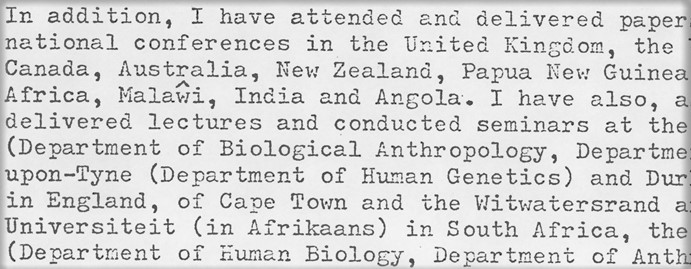 In addition, I have attended and delivered paper
national conferences in the United Kingdom, the
Canada, Australia, New Zealand, Papua New Guinea
Africa, Malaŵi, India and Angola. I have also, a
delivered lectures and conducted seminars at the
(Department of Biological Anthropology, Departme
upon-Tyne (Department of Human Genetics) and Dur
in England, of Cape Town and the Witwatersrand a
Universiteit (in Afrikaans) in South Africa, the
(Department of Human Biology, Department of Anth